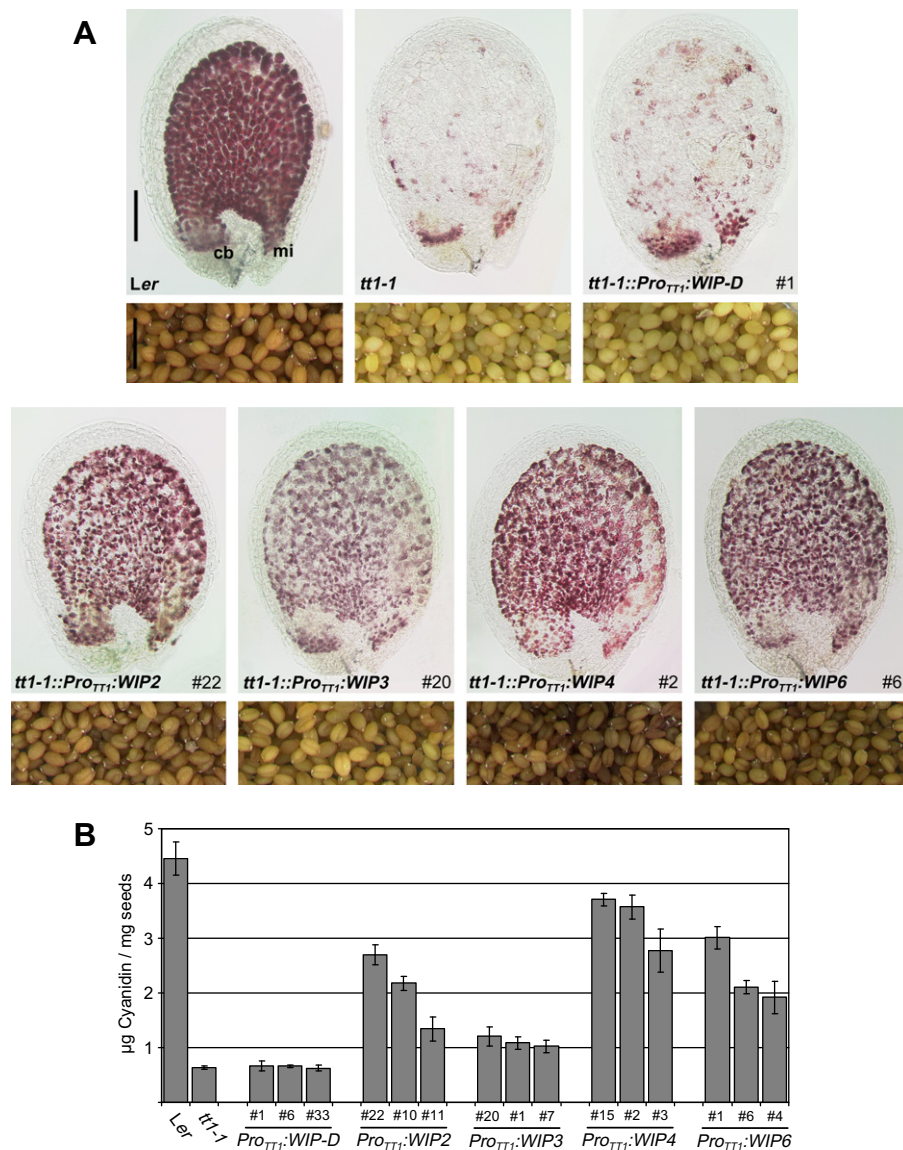 A
cb mi
Ler
tt1-1
tt1-1::ProTT1:WIP-D #1
tt1-1::ProTT1:WIP2 #22
tt1-1::ProTT1:WIP3 #20
tt1-1::ProTT1:WIP4 #2
tt1-1::ProTT1:WIP6 #6
B
µg Cyanidin / mg seeds
5
4
3
2
1
Ler tt1-1
#1 #6 #33
ProTT1:WIP-D
#22 #10 #11
ProTT1:WIP2
#20 #1 #7
ProTT1:WIP3
#15 #2 #3
ProTT1:WIP4
#1 #6 #4
ProTT1:WIP6